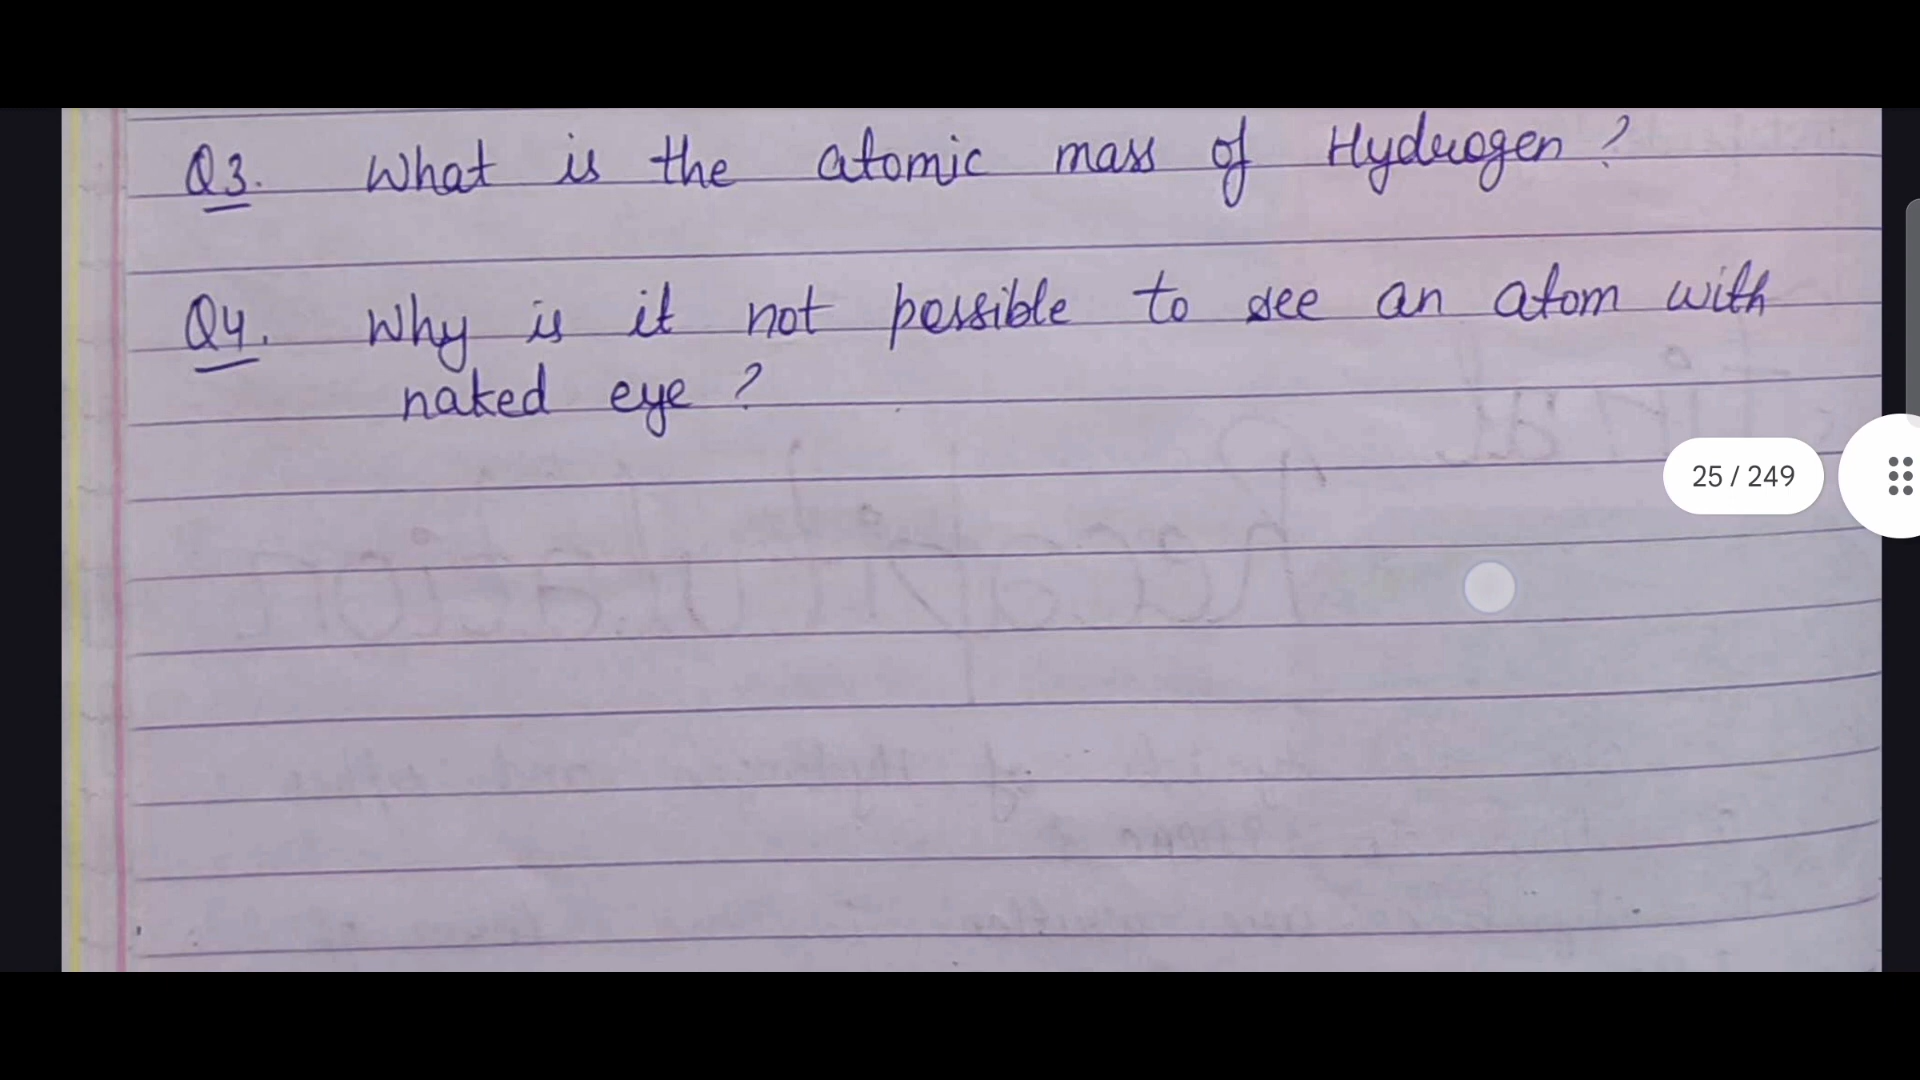 Q3. What is the atomic mass of Hydrogen?
Q4. Why is it not possible to see an atom with
naked eye?
25 / 249